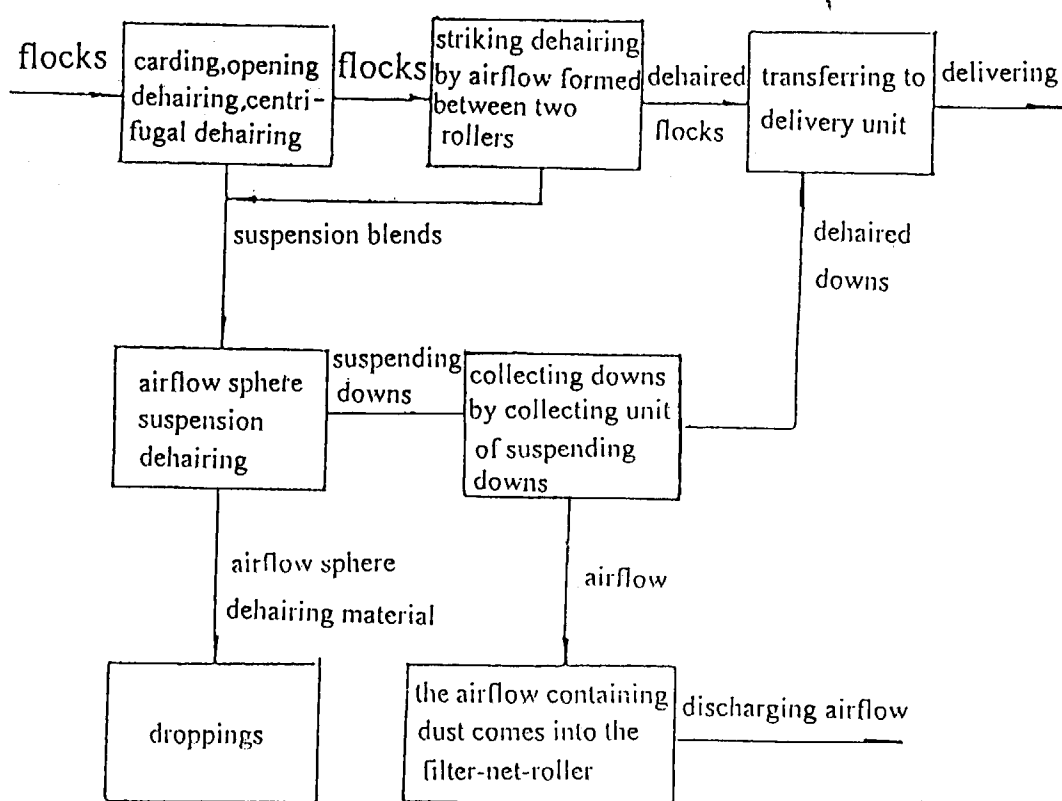 flocks
carding,opening
dehairing,centri-
fugal dehairing
flocks
striking dehairing
by airflow formed
between two
rollers
dehaired
flocks
transferring to
delivery unit
delivering
suspension blends
dehaired
downs
airflow sphere
suspension
dehairing
suspending
downs
collecting downs
by collecting unit
of suspending
downs
airflow sphere
dehairing material
airflow
droppings
the airflow containing
dust comes into the
filter-net-roller
discharging airflow